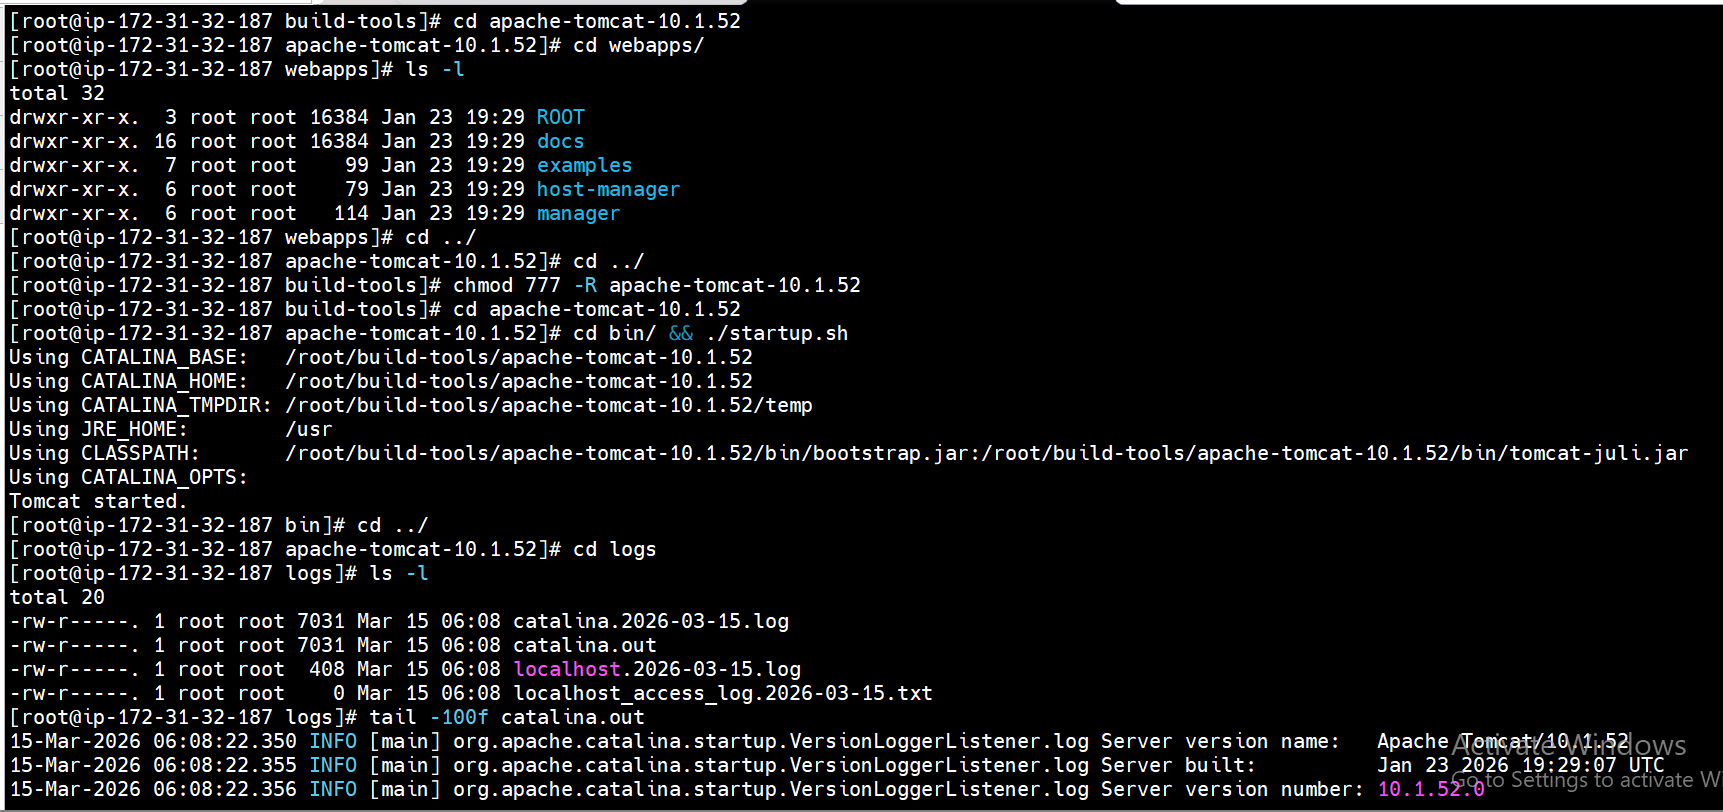 [root@ip-172-31-32-187 build-tools]# cd apache-tomcat-10.1.52
[root@ip-172-31-32-187 apache-tomcat-10.1.52]# cd webapps/
[root@ip-172-31-32-187 webapps]# ls -l
total 32
drwxr-xr-x.  3 root root 16384 Jan 23 19:29 ROOT
drwxr-xr-x. 16 root root 16384 Jan 23 19:29 docs
drwxr-xr-x.  7 root root    99 Jan 23 19:29 examples
drwxr-xr-x.  6 root root    79 Jan 23 19:29 host-manager
drwxr-xr-x.  6 root root   114 Jan 23 19:29 manager
[root@ip-172-31-32-187 webapps]# cd ../
[root@ip-172-31-32-187 apache-tomcat-10.1.52]# cd ../
[root@ip-172-31-32-187 build-tools]# chmod 777 -R apache-tomcat-10.1.52
[root@ip-172-31-32-187 build-tools]# cd apache-tomcat-10.1.52
[root@ip-172-31-32-187 apache-tomcat-10.1.52]# cd bin/ && ./startup.sh
Using CATALINA_BASE:   /root/build-tools/apache-tomcat-10.1.52
Using CATALINA_HOME:   /root/build-tools/apache-tomcat-10.1.52
Using CATALINA_TMPDIR: /root/build-tools/apache-tomcat-10.1.52/temp
Using JRE_HOME:        /usr
Using CLASSPATH:       /root/build-tools/apache-tomcat-10.1.52/bin/bootstrap.jar:/root/build-tools/apache-tomcat-10.1.52/bin/tomcat-juli.jar
Using CATALINA_OPTS:
Tomcat started.
[root@ip-172-31-32-187 bin]# cd ../
[root@ip-172-31-32-187 apache-tomcat-10.1.52]# cd logs
[root@ip-172-31-32-187 logs]# ls -l
total 20
-rw-r-----. 1 root root 7031 Mar 15 06:08 catalina.2026-03-15.log
-rw-r-----. 1 root root 7031 Mar 15 06:08 catalina.out
-rw-r-----. 1 root root  408 Mar 15 06:08 localhost.2026-03-15.log
-rw-r-----. 1 root root    0 Mar 15 06:08 localhost_access_log.2026-03-15.txt
[root@ip-172-31-32-187 logs]# tail -100f catalina.out
15-Mar-2026 06:08:22.350 INFO [main] org.apache.catalina.startup.VersionLoggerListener.log Server version name:   Apache Tomcat/10.1.52
15-Mar-2026 06:08:22.355 INFO [main] org.apache.catalina.startup.VersionLoggerListener.log Server built:          Jan 23 2026 19:29:07 UTC
15-Mar-2026 06:08:22.356 INFO [main] org.apache.catalina.startup.VersionLoggerListener.log Server version number: 10.1.52.0
Activate Windows
Go to Settings to activate Wi